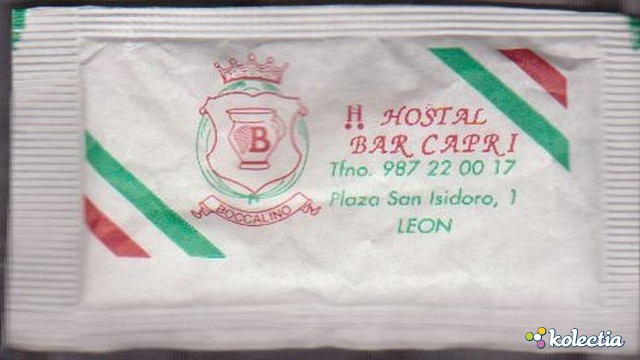 B
BOCCALINO
H HOSTAL
BAR CAPRI
Tfno. 987 22 00 17
Plaza San Isidoro, 1
LEON
kolectia